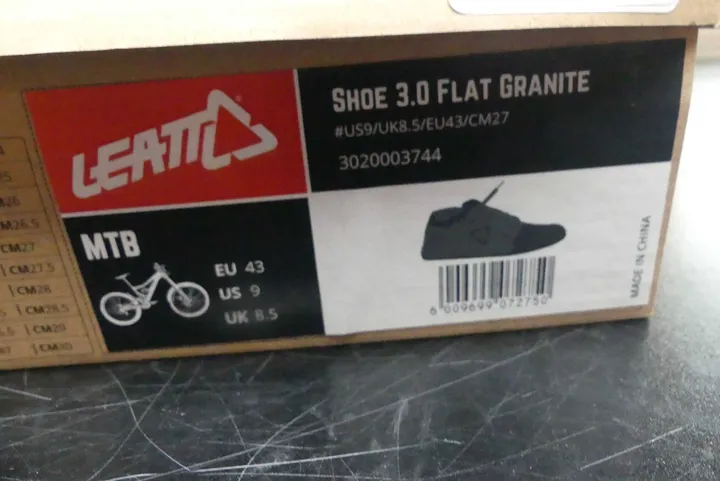 LEATT
SHOE 3.0 FLAT GRANITE
#US9/UK8.5/EU43/CM27
3020003744
MTB
EU 43
US 9
UK 8.5
6 009699 072750
MADE IN CHINA
CM26.5
CM27
CM27.5
CM28
CM28.5
CM29
CM30